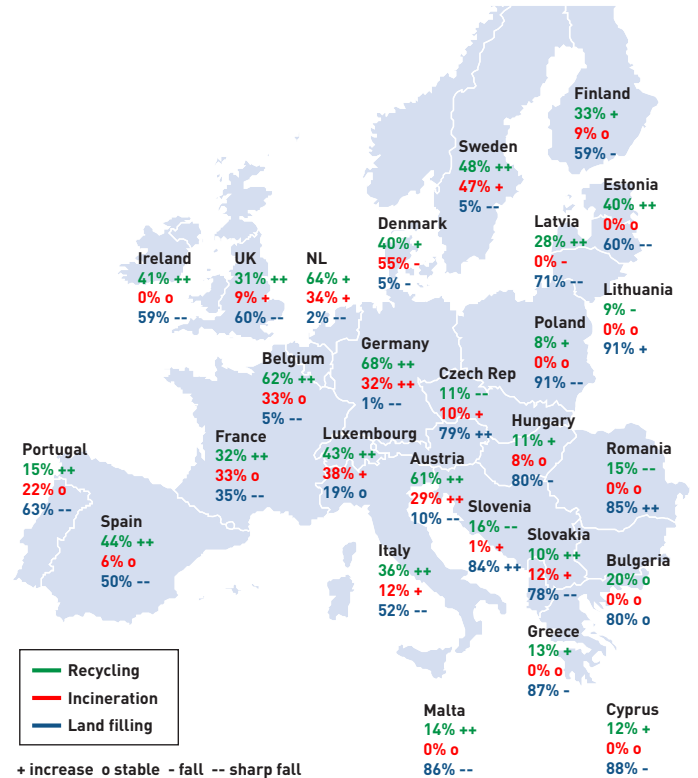 Finland
33% +
9% o
59% -
Sweden
48% ++
47% +
5% --
Estonia
40% ++
0% o
60% --
Denmark
40% +
55% -
5% -
Latvia
28% ++
0% -
71% --
Ireland
41% ++
0% o
59% --
UK
31% ++
9% +
60% --
NL
64% +
34% +
2% --
Lithuania
9% -
0% o
91% +
Poland
8% +
0% o
91% --
Germany
68% ++
32% ++
1% --
Belgium
62% ++
33% o
5% --
Czech Rep
11% --
10% +
79% ++
Hungary
11% +
8% o
80% -
Portugal
15% ++
22% o
63% --
France
32% ++
33% o
35% --
Luxembourg
43% ++
38% +
19% o
Austria
61% ++
29% ++
10% --
Romania
15% --
0% o
85% ++
Spain
44% ++
6% o
50% --
Slovenia
16% --
1% +
84% ++
Slovakia
10% ++
12% +
78% --
Italy
36% ++
12% +
52% --
Bulgaria
20% o
0% o
80% o
Greece
13% +
0% o
87% -
Recycling
Incineration
Land filling
Malta
14% ++
0% o
86% --
Cyprus
12% +
0% o
88% -
+ increase o stable - fall -- sharp fall